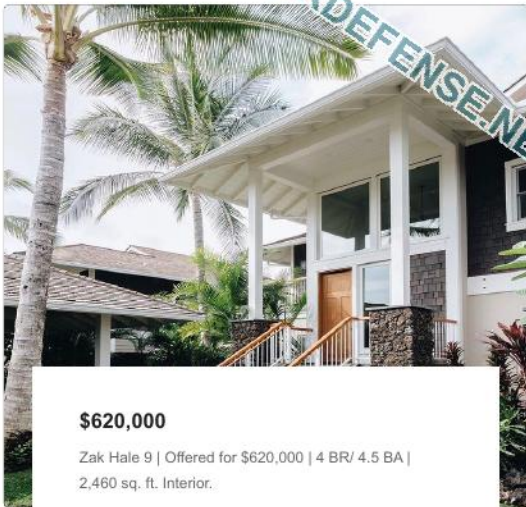 ADEFENSE.NE
$620,000
Zak Hale 9 | Offered for $620,000 | 4 BR/ 4.5 BA |
2,460 sq. ft. Interior.